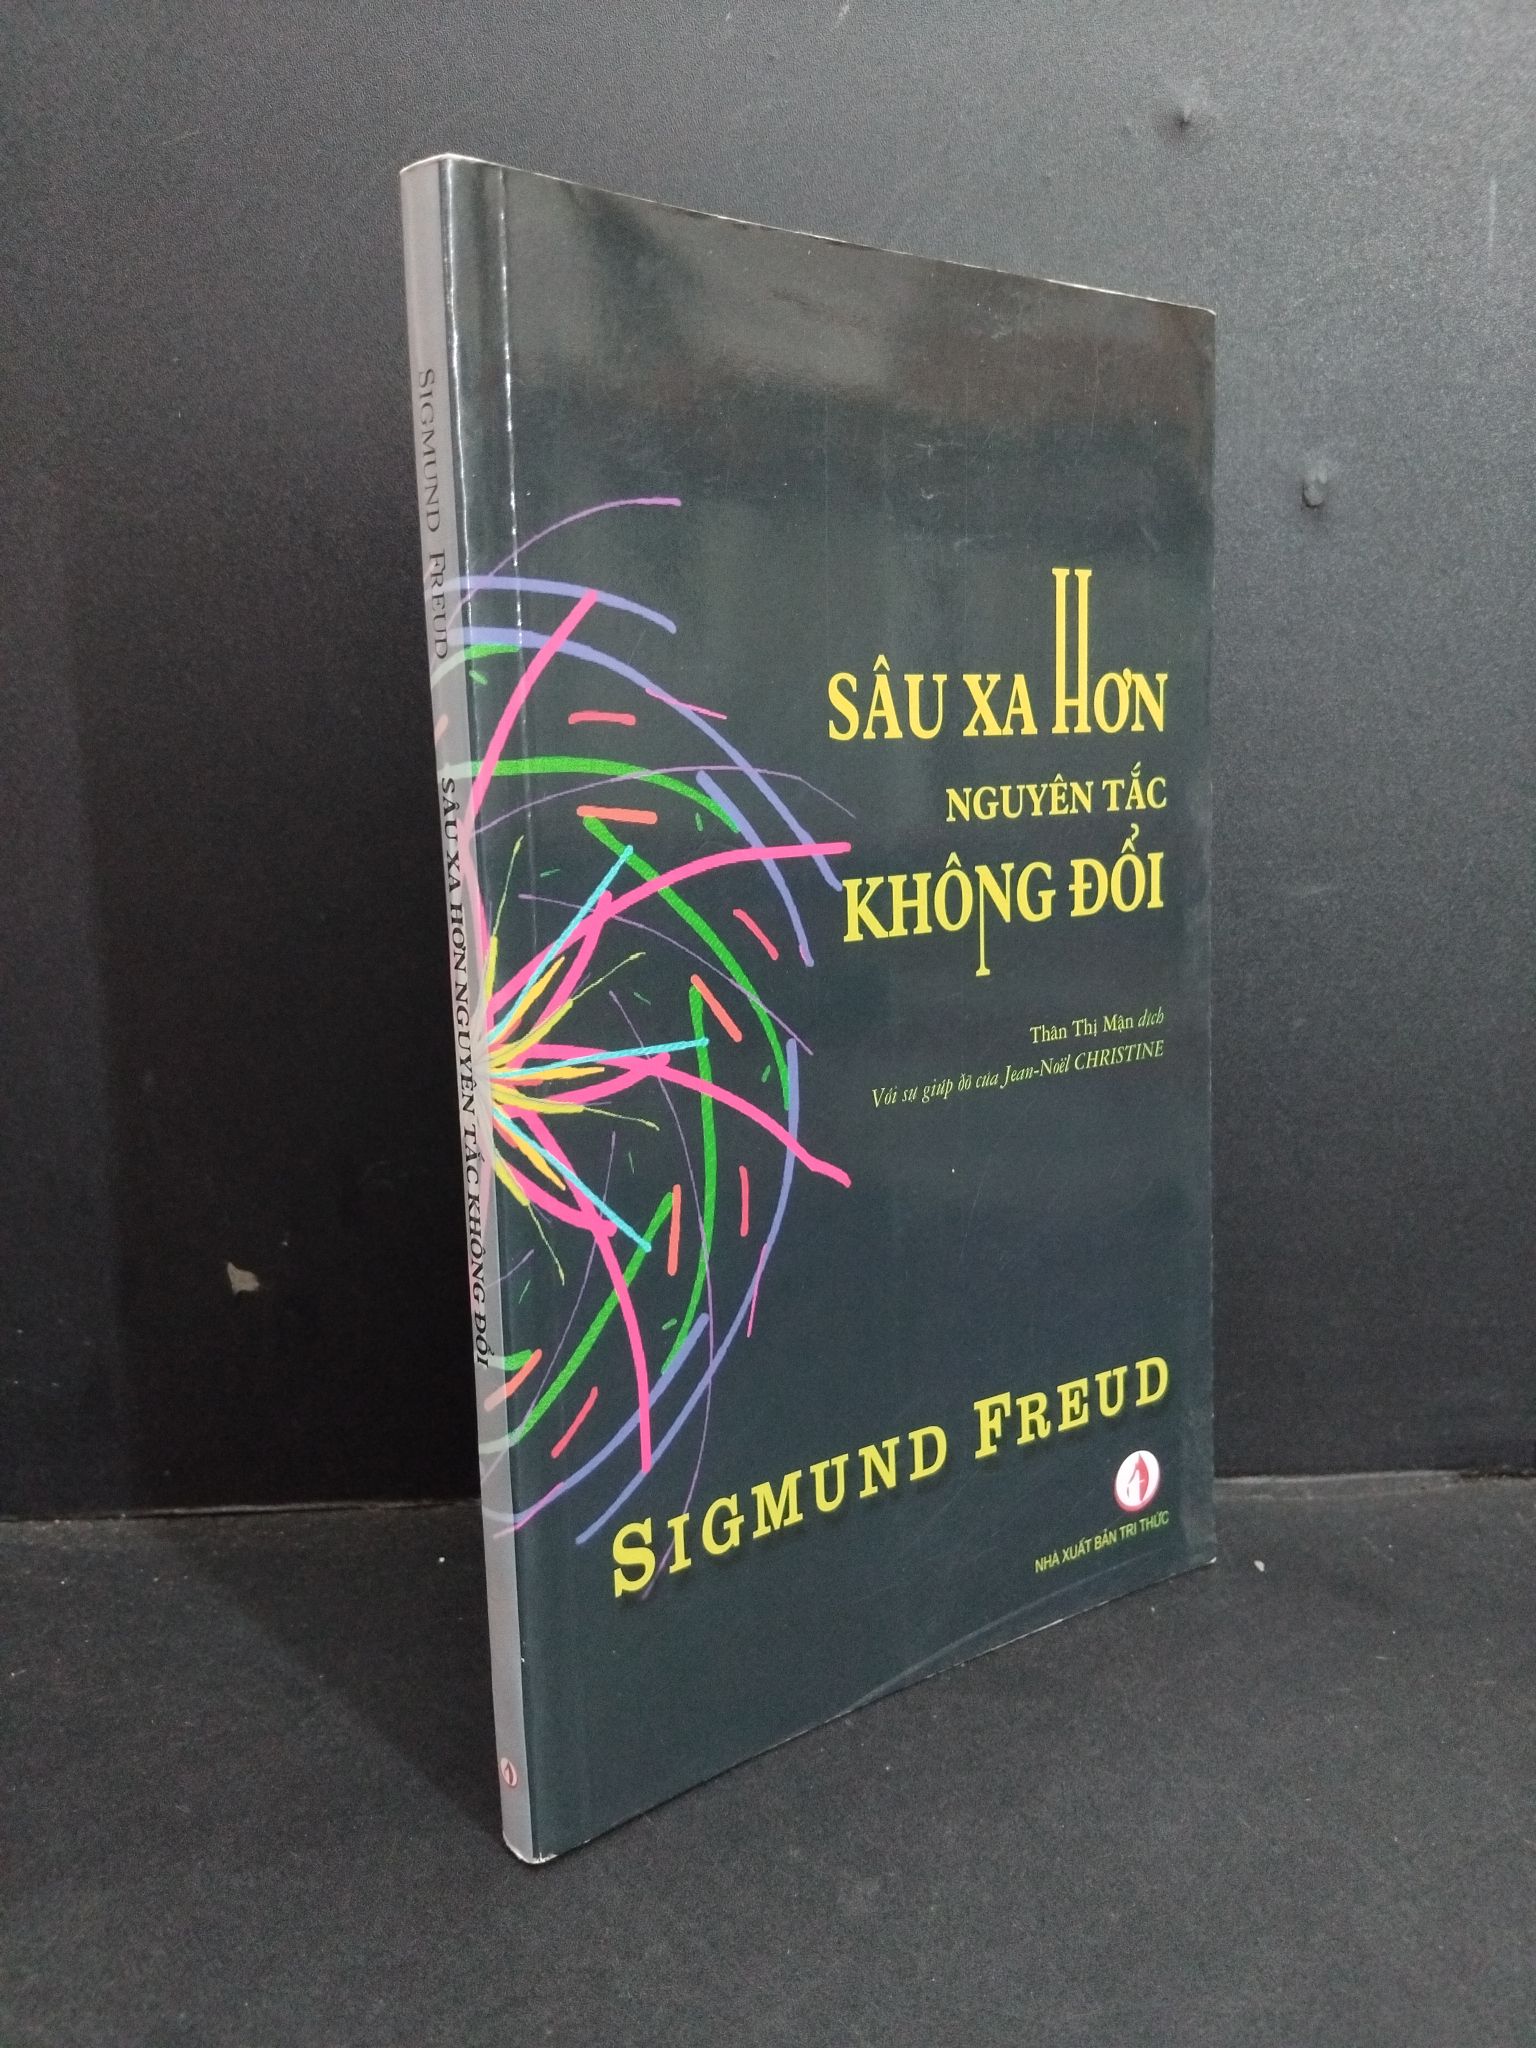 SIGMUND FREUD
SÂU XA HƠN NGUYÊN TẮC KHÔNG ĐỔI
SÂU XA HƠN
NGUYÊN TẮC
KHÔNG ĐỔI
Thân Thị Mận dịch
Với sự giúp đỡ của Jean-Noël CHRISTINE
SIGMUND FREUD
NHÀ XUẤT BẢN TRI THỨC